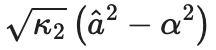 √κ₂ (â² − α²)